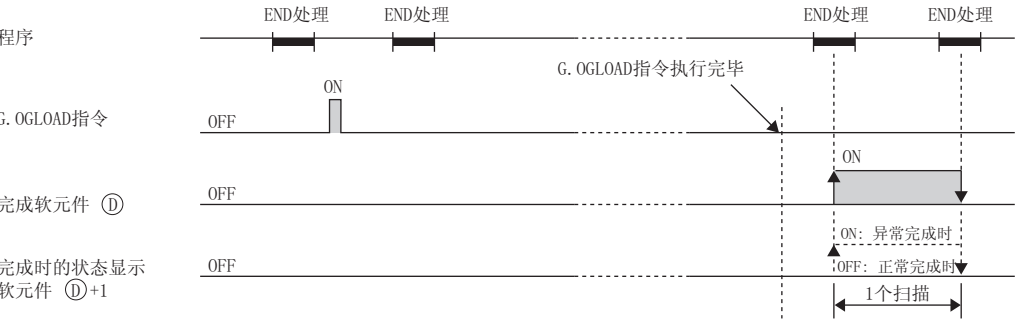 END处理 END处理 END处理 END处理
程序
G.OGLOAD指令执行完毕
ON
G.OGLOAD指令 OFF
ON
完成软元件 Ⓓ OFF
ON: 异常完成时
完成时的状态显示 OFF OFF: 正常完成时
软元件 Ⓓ+1 1个扫描